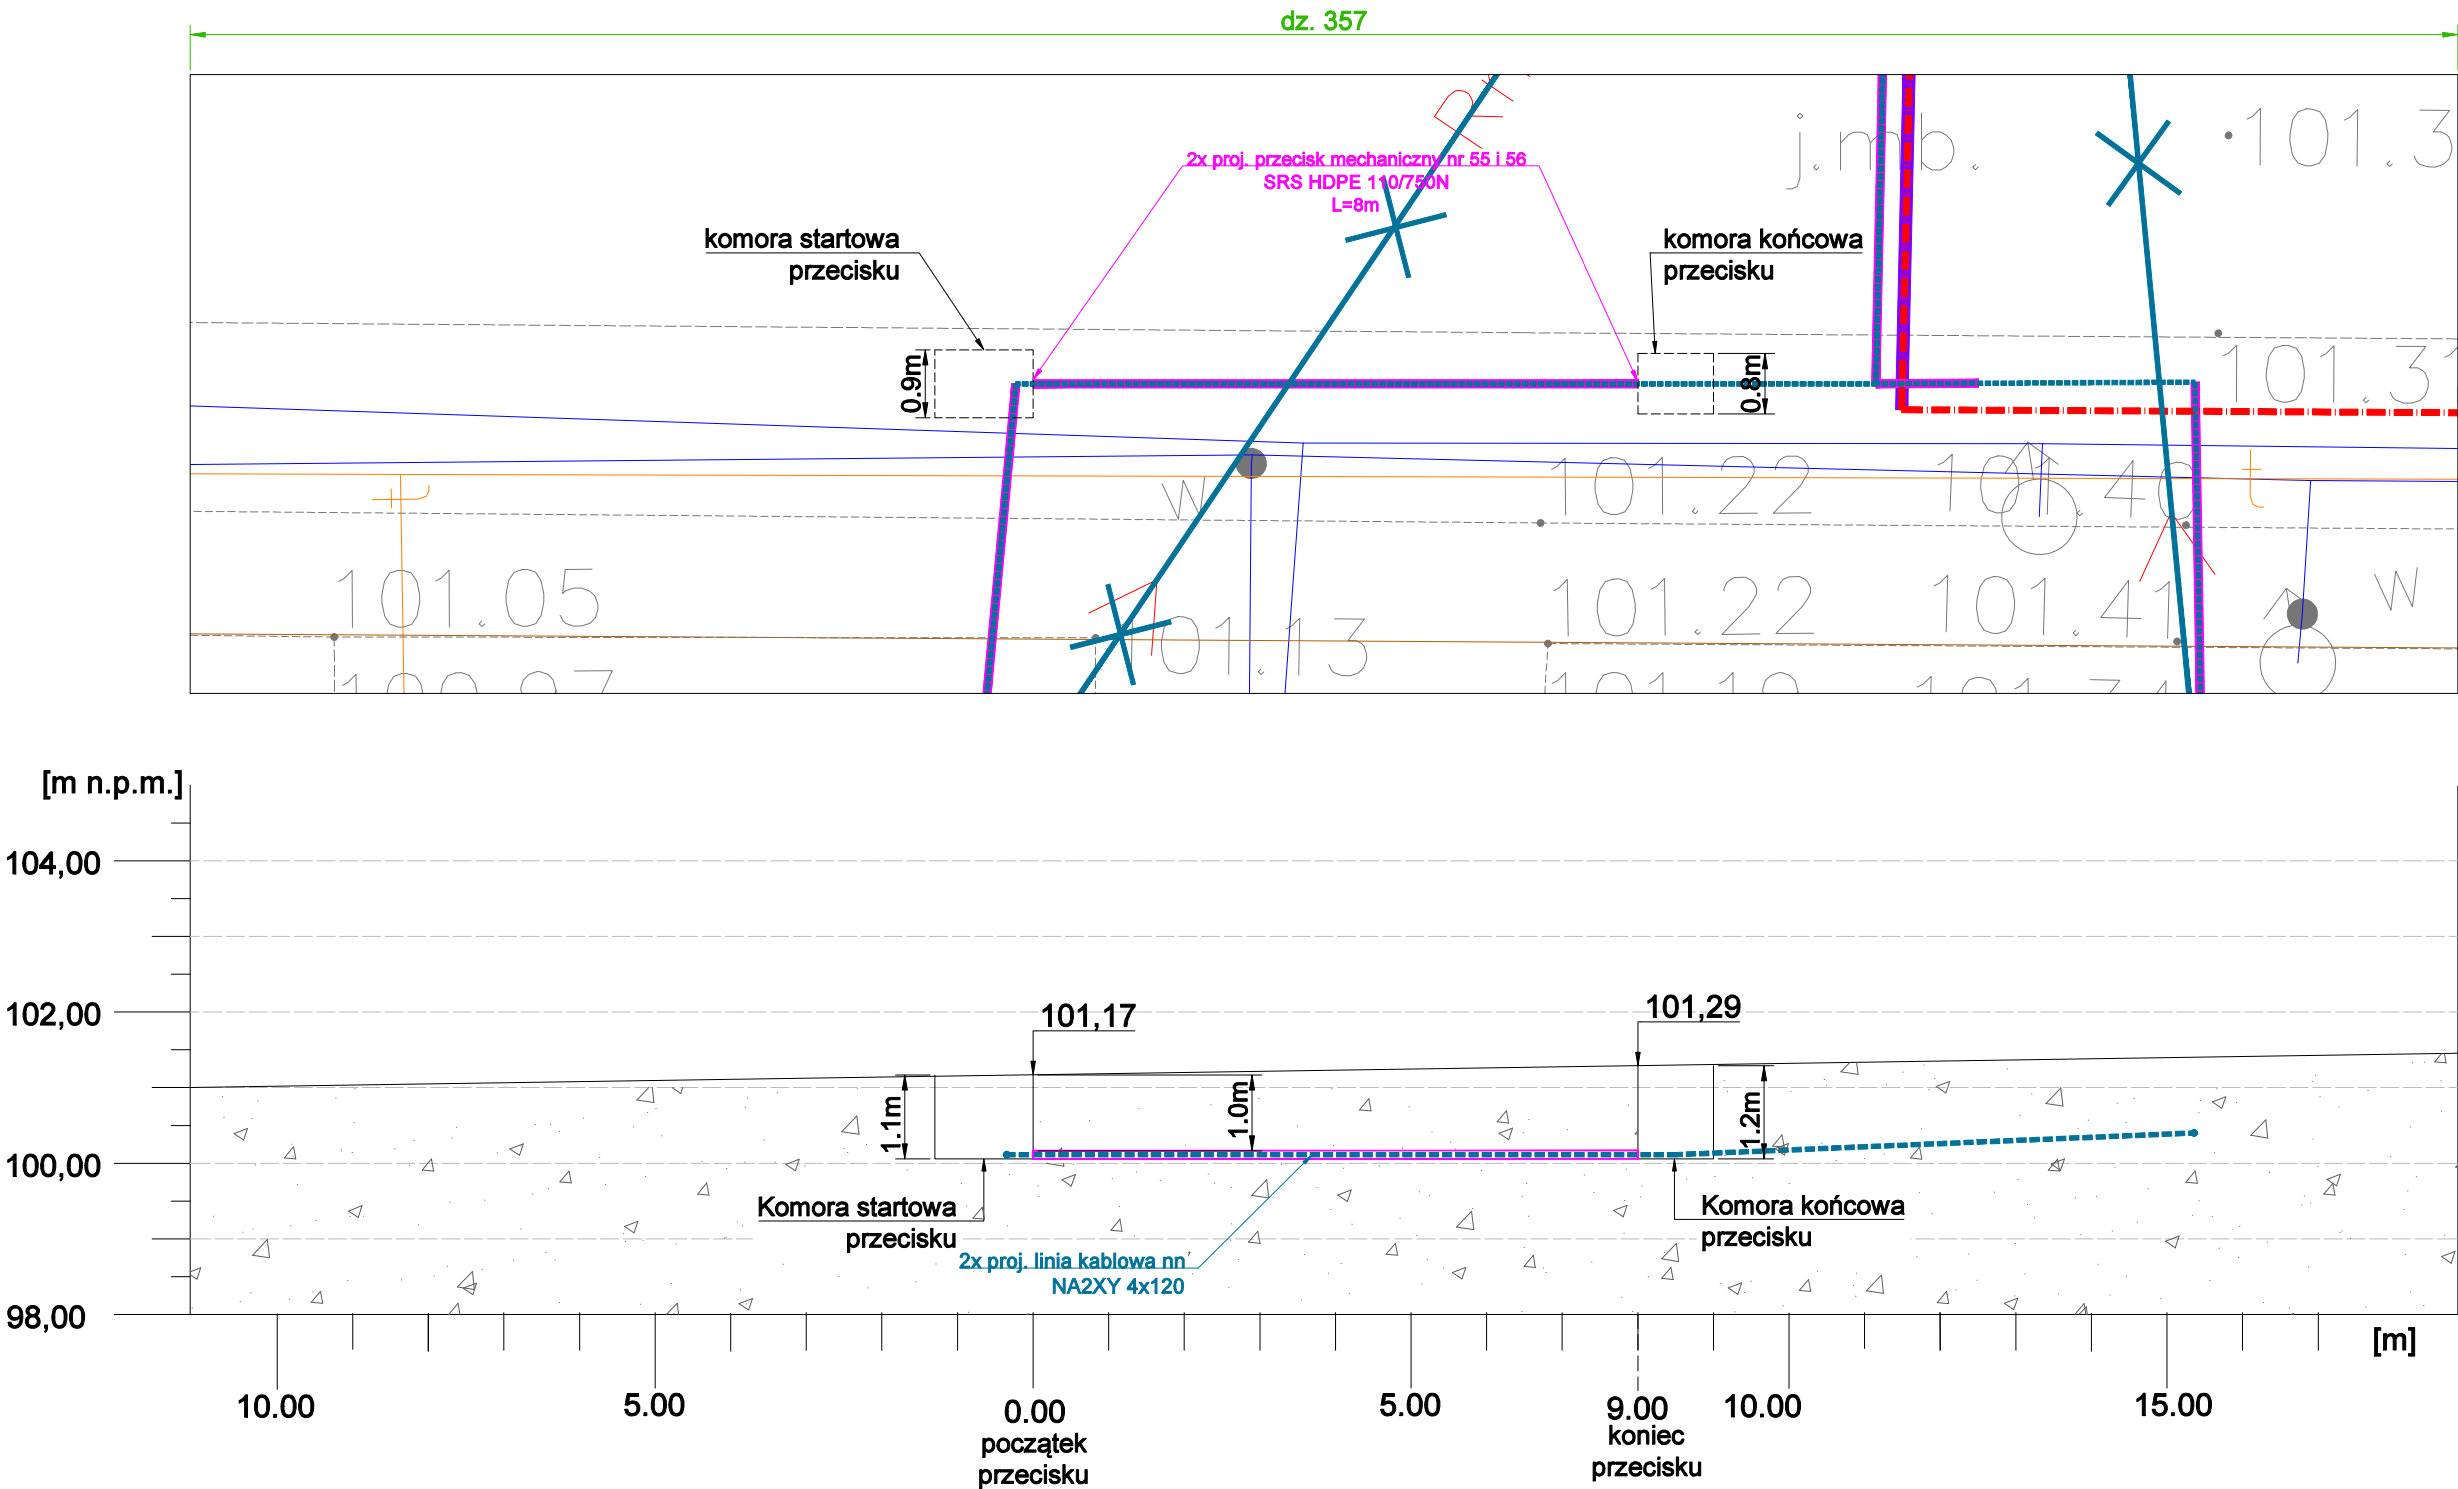 dz. 357
2x proj. przecisk mechaniczny nr 55 i 56
SRS HDPE 110/750N
L=8m
j.mb.
101.3
komora startowa
przecisku
komora końcowa
przecisku
0.9m
0.8m
101.31
t
w
101.22
101.40
t
101.05
101.13
101.22
101.41
w
[m n.p.m.]
104,00
102,00
100,00
98,00
101,17
101,29
1.1m
1.0m
1.2m
Komora startowa
przecisku
Komora końcowa
przecisku
2x proj. linia kablowa nn
NA2XY 4x120
[m]
10.00
5.00
0.00
5.00
9.00
10.00
15.00
początek
przecisku
koniec
przecisku